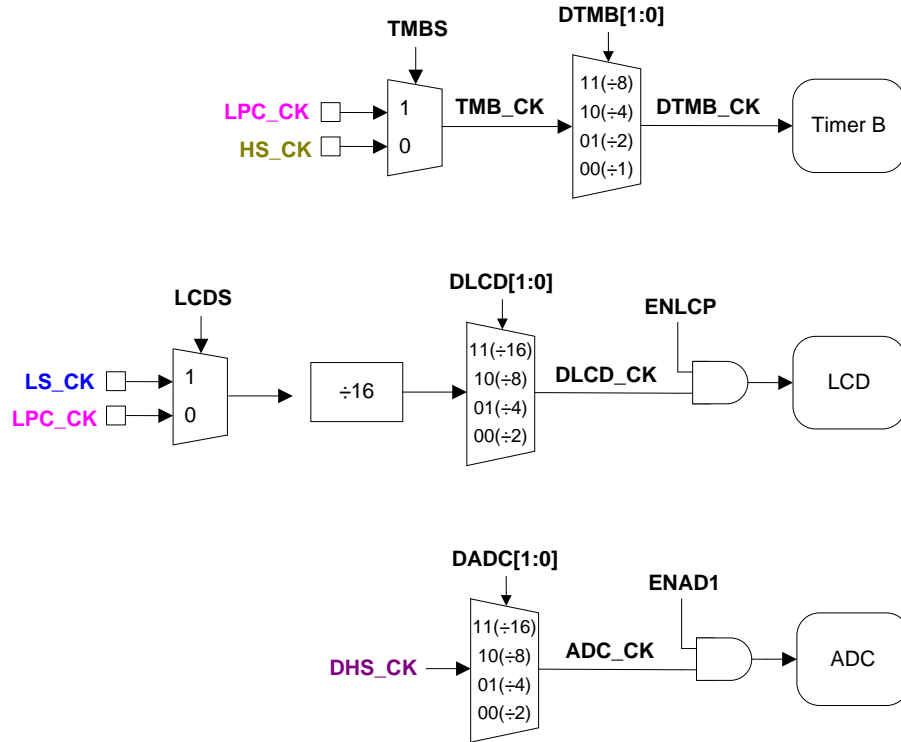 DTMB[1:0]
TMBS
11(÷8)
10(÷4)
01(÷2)
00(÷1)
LPC_CK
1
TMB_CK
DTMB_CK
Timer B
HS_CK
0
DLCD[1:0]
LCDS
ENLCP
11(÷16)
10(÷8)
01(÷4)
00(÷2)
LS_CK
1
÷16
DLCD_CK
LCD
LPC_CK
0
DADC[1:0]
ENAD1
11(÷16)
10(÷8)
01(÷4)
00(÷2)
DHS_CK
ADC_CK
ADC